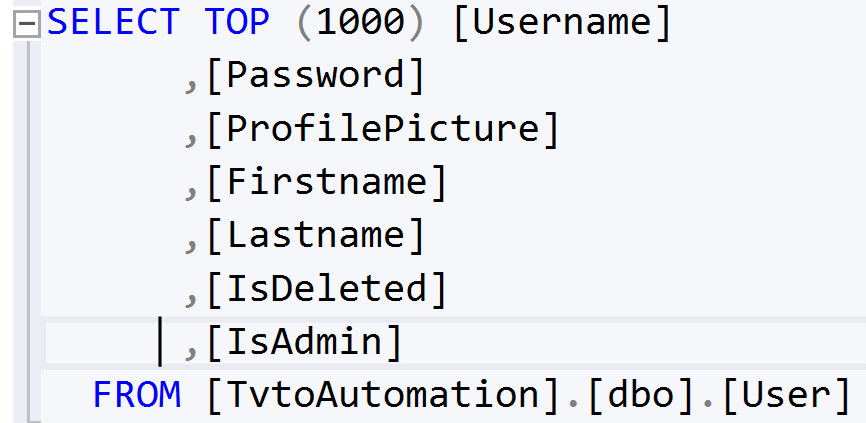 SELECT TOP (1000) [Username]
,[Password]
,[ProfilePicture]
,[Firstname]
,[Lastname]
,[IsDeleted]
,[IsAdmin]
FROM [TvtoAutomation].[dbo].[User]